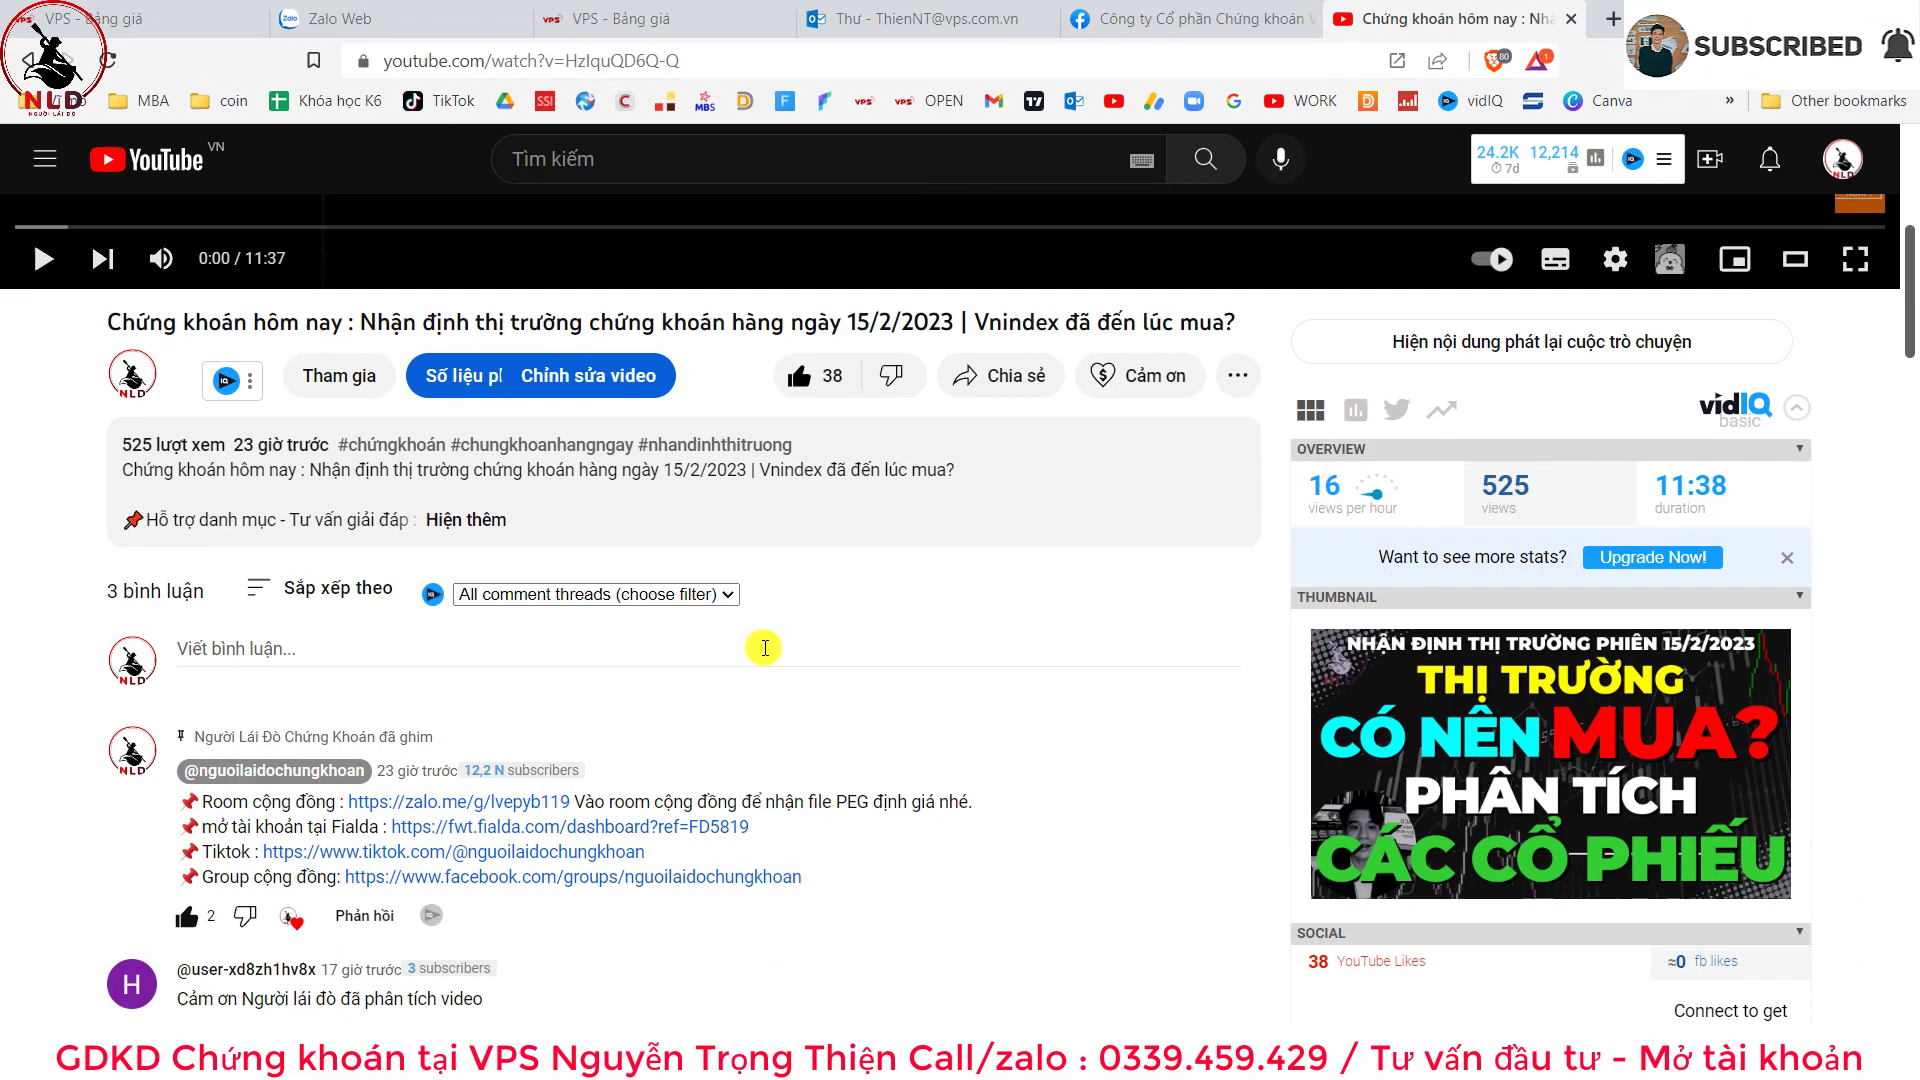 VPS - Bảng giá
Zalo Web
VPS - Bảng giá
Thư - ThienNT@vps.com.vn
Công ty Cổ phần Chứng khoán V
Chứng khoán hôm nay : Nhậ
SUBSCRIBED
youtube.com/watch?v=HzIquQD6Q-Q
80
1
NLD
NGƯỜI LÁI ĐÒ
MBA
coin
Khóa học K6
TikTok
SSI
MBS
VPS
VPS OPEN
WORK
vidIQ
Canva
»
Other bookmarks
YouTube VN
Tìm kiếm
24.2K 12,214
7d
0:00 / 11:37
Chứng khoán hôm nay : Nhận định thị trường chứng khoán hàng ngày 15/2/2023 | Vnindex đã đến lúc mua?
NLD
Tham gia
Số liệu pl
Chỉnh sửa video
38
Chia sẻ
Cảm ơn
525 lượt xem 23 giờ trước #chứngkhoán #chungkhoanhangngay #nhandinhthitruong
Chứng khoán hôm nay : Nhận định thị trường chứng khoán hàng ngày 15/2/2023 | Vnindex đã đến lúc mua?
📌Hỗ trợ danh mục - Tư vấn giải đáp : Hiện thêm
3 bình luận
Sắp xếp theo
All comment threads (choose filter)
NLD
Viết bình luận...
NLD
Người Lái Đò Chứng Khoán đã ghim
@nguoilaidochungkhoan 23 giờ trước 12,2 N subscribers
📌Room cộng đồng : https://zalo.me/g/lvepyb119 Vào room cộng đồng để nhận file PEG định giá nhé.
📌mở tài khoản tại Fialda : https://fwt.fialda.com/dashboard?ref=FD5819
📌Tiktok : https://www.tiktok.com/@nguoilaidochungkhoan
📌Group cộng đồng: https://www.facebook.com/groups/nguoilaidochungkhoan
2
Phản hồi
H
@user-xd8zh1hv8x 17 giờ trước 3 subscribers
Cảm ơn Người lái đò đã phân tích video
Hiện nội dung phát lại cuộc trò chuyện
vidIQ
basic
OVERVIEW
16
views per hour
525
views
11:38
duration
Want to see more stats?
Upgrade Now!
THUMBNAIL
NHẬN ĐỊNH THỊ TRƯỜNG PHIÊN 15/2/2023
THỊ TRƯỜNG
CÓ NÊN MUA?
PHÂN TÍCH
CÁC CỔ PHIẾU
SOCIAL
38 YouTube Likes
≈0 fb likes
Connect to get
GDKD Chứng khoán tại VPS Nguyễn Trọng Thiện Call/zalo : 0339.459.429 / Tư vấn đầu tư - Mở tài khoản